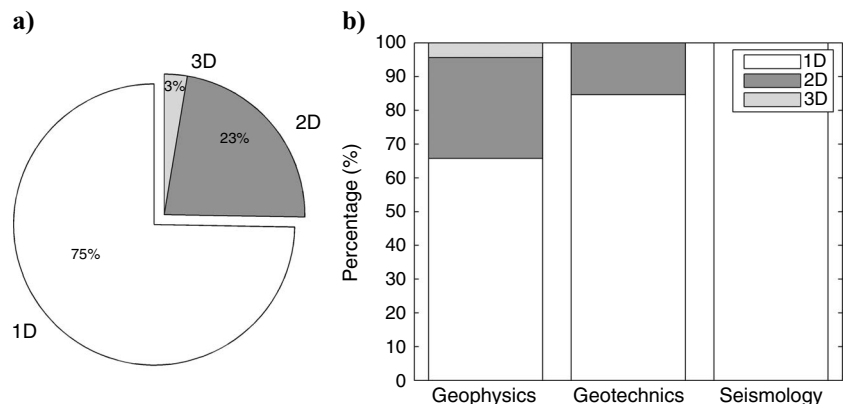 a)
3D
3%
2D
23%
75%
1D
b)
100
90
80
70
60
50
40
30
20
10
0
Percentage (%)
1D
2D
3D
Geophysics
Geotechnics
Seismology